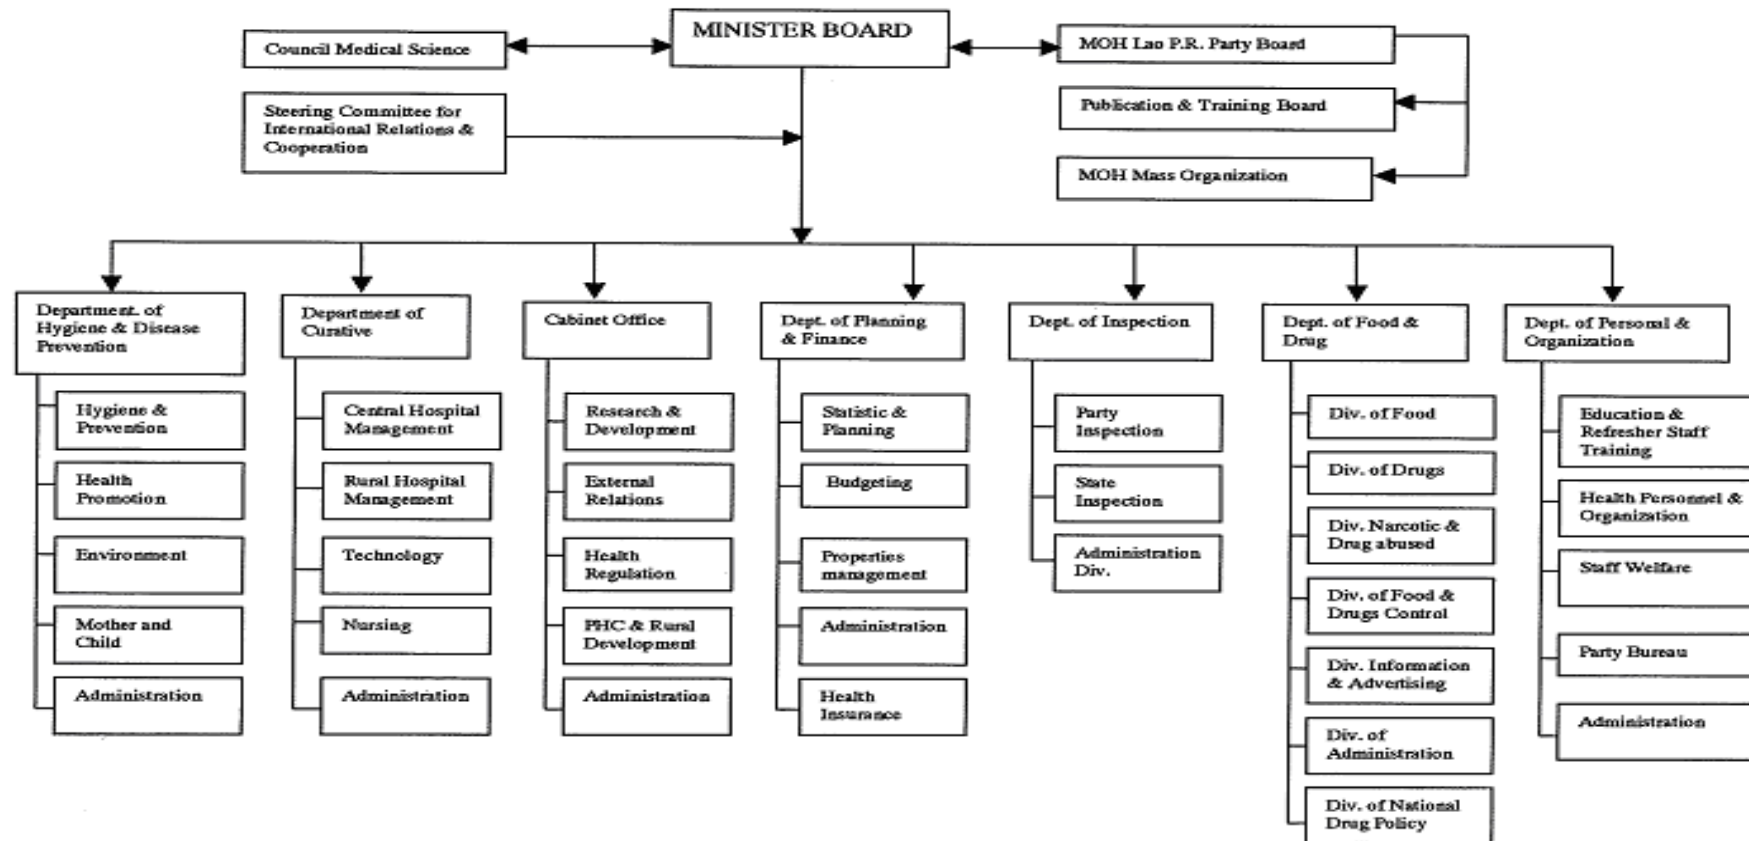 MINISTER BOARD
Council Medical Science
MOH Lao P.R. Party Board
Steering Committee for
International Relations &
Cooperation
Publication & Training Board
MOH Mass Organization
Department. of
Hygiene & Disease
Prevention
Hygiene &
Prevention
Health
Promotion
Environment
Mother and
Child
Administration
Department of
Curative
Central Hospital
Management
Rural Hospital
Management
Technology
Nursing
Administration
Cabinet Office
Research &
Development
External
Relations
Health
Regulation
PHC & Rural
Development
Administration
Dept. of Planning
& Finance
Statistic &
Planning
Budgeting
Properties
management
Administration
Health
Insurance
Dept. of Inspection
Party
Inspection
State
Inspection
Administration
Div.
Dept. of Food &
Drug
Div. of Food
Div. of Drugs
Div. Narcotic &
Drug abused
Div. of Food &
Drugs Control
Div. Information
& Advertising
Div. of
Administration
Div. of National
Drug Policy
Dept. of Personal &
Organization
Education &
Refresher Staff
Training
Health Personnel &
Organization
Staff Welfare
Party Bureau
Administration